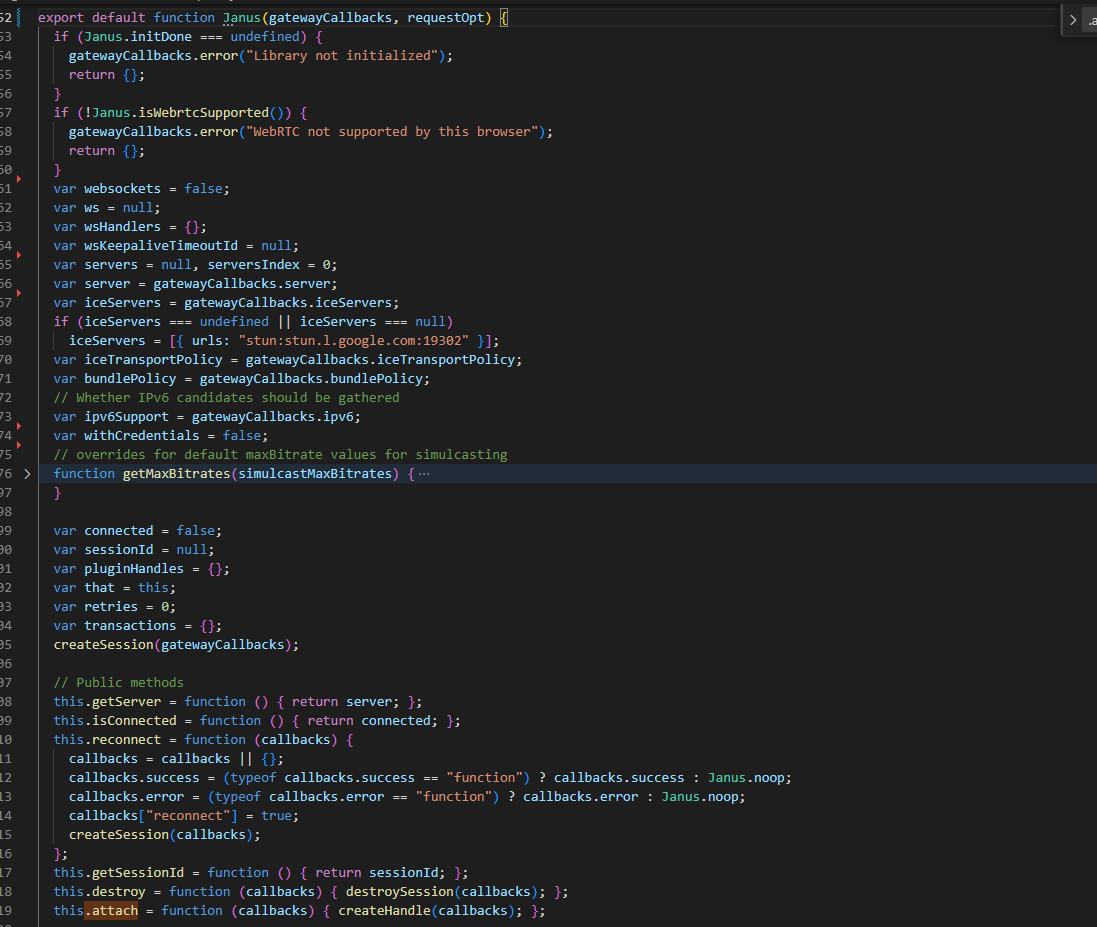 52 export default function Janus(gatewayCallbacks, requestOpt) {
53 if (Janus.initDone === undefined) {
54 gatewayCallbacks.error("Library not initialized");
55 return {};
56 }
57 if (!Janus.isWebrtcSupported()) {
58 gatewayCallbacks.error("WebRTC not supported by this browser");
59 return {};
60 }
61 var websockets = false;
62 var ws = null;
63 var wsHandlers = {};
64 var wsKeepaliveTimeoutId = null;
65 var servers = null, serversIndex = 0;
66 var server = gatewayCallbacks.server;
67 var iceServers = gatewayCallbacks.iceServers;
68 if (iceServers === undefined || iceServers === null)
69 iceServers = [{ urls: "stun:stun.l.google.com:19302" }];
70 var iceTransportPolicy = gatewayCallbacks.iceTransportPolicy;
71 var bundlePolicy = gatewayCallbacks.bundlePolicy;
72 // Whether IPv6 candidates should be gathered
73 var ipv6Support = gatewayCallbacks.ipv6;
74 var withCredentials = false;
75 // overrides for default maxBitrate values for simulcasting
76 function getMaxBitrates(simulcastMaxBitrates) { ⋯
97 }
98
99 var connected = false;
00 var sessionId = null;
01 var pluginHandles = {};
02 var that = this;
03 var retries = 0;
04 var transactions = {};
05 createSession(gatewayCallbacks);
06
07 // Public methods
08 this.getServer = function () { return server; };
09 this.isConnected = function () { return connected; };
10 this.reconnect = function (callbacks) {
11 callbacks = callbacks || {};
12 callbacks.success = (typeof callbacks.success == "function") ? callbacks.success : Janus.noop;
13 callbacks.error = (typeof callbacks.error == "function") ? callbacks.error : Janus.noop;
14 callbacks["reconnect"] = true;
15 createSession(callbacks);
16 };
17 this.getSessionId = function () { return sessionId; };
18 this.destroy = function (callbacks) { destroySession(callbacks); };
19 this.attach = function (callbacks) { createHandle(callbacks); };